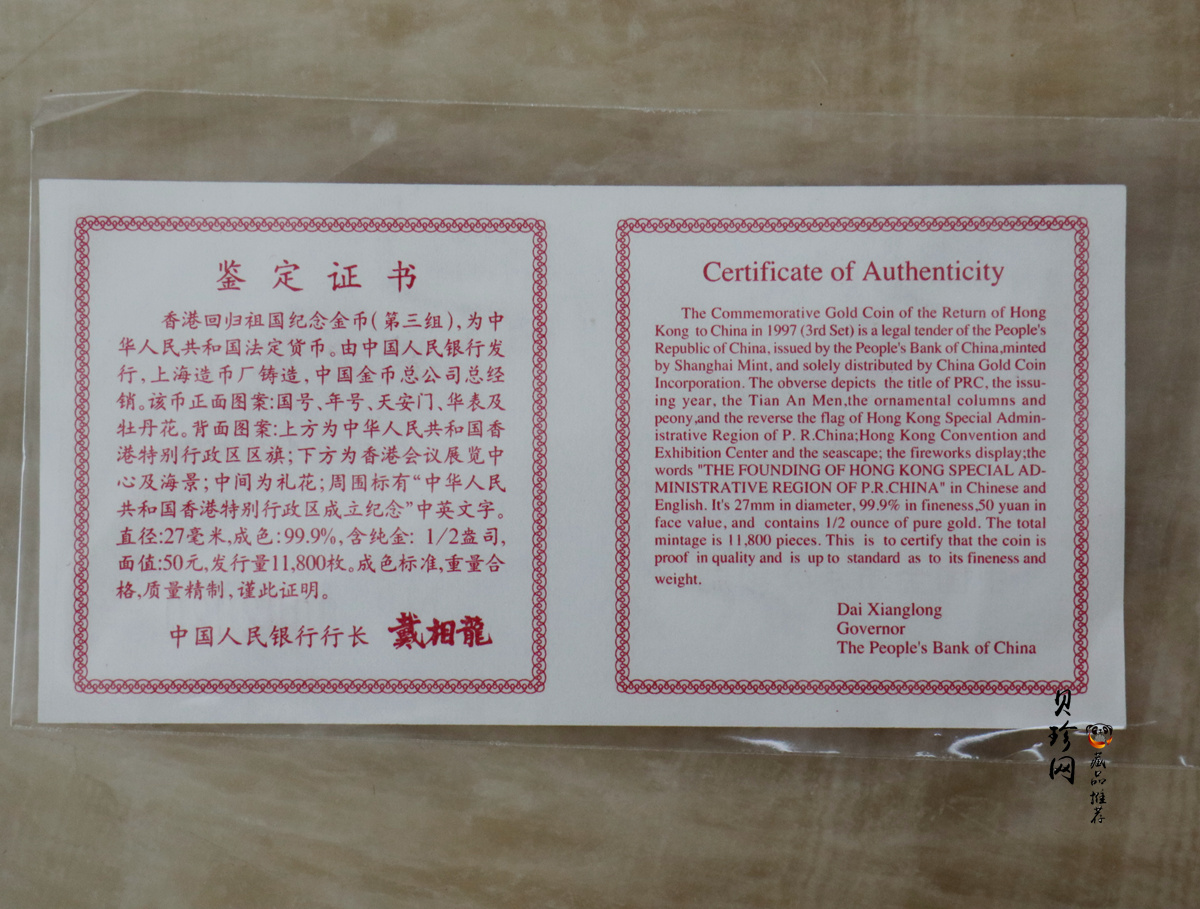 鉴定证书
香港回归祖国纪念金币(第三组),为中
华人民共和国法定货币。由中国人民银行发
行,上海造币厂铸造,中国金币总公司总经
销。该币正面图案:国号、年号、天安门、华表及
牡丹花。背面图案:上方为中华人民共和国香
港特别行政区区旗;下方为香港会议展览中
心及海景;中间为礼花;周围标有“中华人民
共和国香港特别行政区成立纪念”中英文字。
直径:27毫米,成色:99.9%,含纯金: 1/2盎司,
面值:50元,发行量11,800枚。成色标准,重量合
格,质量精制,谨此证明。
中国人民银行行长 戴相龍
Certificate of Authenticity
The Commemorative Gold Coin of the Return of Hong
Kong to China in 1997 (3rd Set) is a legal tender of the People's
Republic of China, issued by the People's Bank of China,minted
by Shanghai Mint, and solely distributed by China Gold Coin
Incorporation. The obverse depicts the title of PRC, the issu-
ing year, the Tian An Men,the ornamental columns and
peony,and the reverse the flag of Hong Kong Special Admin-
istrative Region of P. R.China;Hong Kong Convention and
Exhibition Center and the seascape; the fireworks display;the
words "THE FOUNDING OF HONG KONG SPECIAL AD-
MINISTRATIVE REGION OF P.R.CHINA" in Chinese and
English. It's 27mm in diameter, 99.9% in fineness,50 yuan in
face value, and contains 1/2 ounce of pure gold. The total
mintage is 11,800 pieces. This is to certify that the coin is
proof in quality and is up to standard as to its fineness and
weight.
Dai Xianglong
Governor
The People's Bank of China
贝珍网
藏品推荐